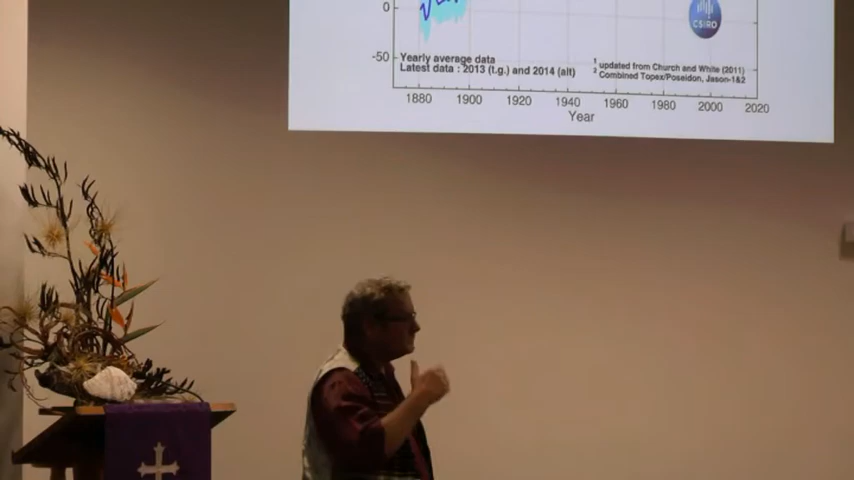 0
CSIRO
-50
Yearly average data
Latest data : 2013 (t.g.) and 2014 (alt)
1 updated from Church and White (2011)
2 Combined Topex/Poseidon, Jason-1&2
1880 1900 1920 1940 1960 1980 2000 2020
Year